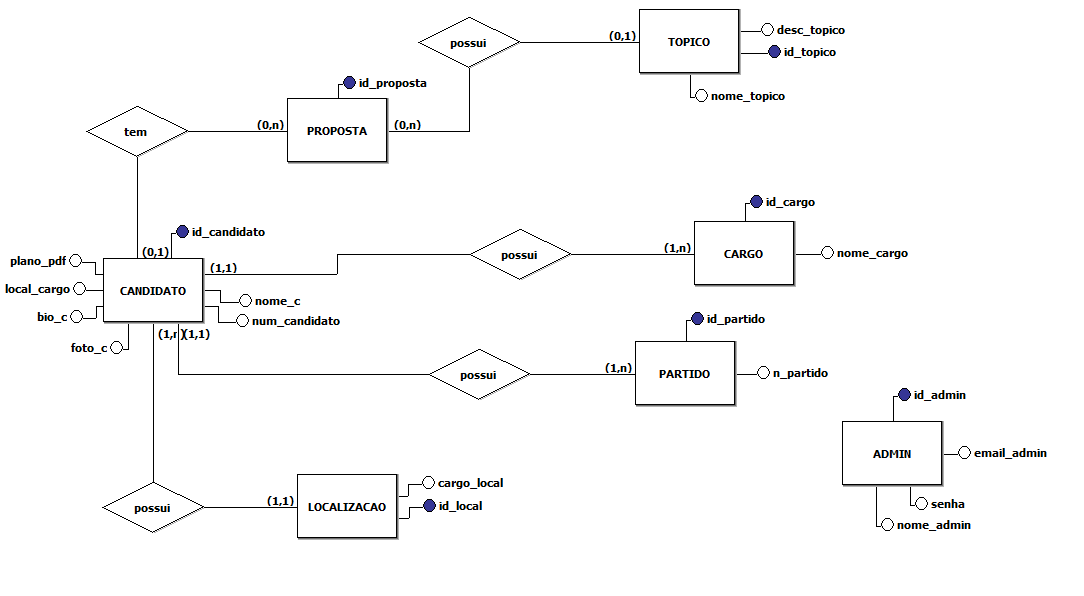 desc_topico
possui
(0,1)
TOPICO
id_topico
nome_topico
id_proposta
tem
(0,n)
PROPOSTA
(0,n)
id_candidato
(0,1)
plano_pdf
(1,1)
local_cargo
CANDIDATO
nome_c
bio_c
num_candidato
foto_c
(1,n
)(1,1)
id_cargo
possui
(1,n)
CARGO
nome_cargo
id_partido
possui
(1,n)
PARTIDO
n_partido
id_admin
ADMIN
email_admin
senha
nome_admin
possui
(1,1)
LOCALIZACAO
cargo_local
id_local